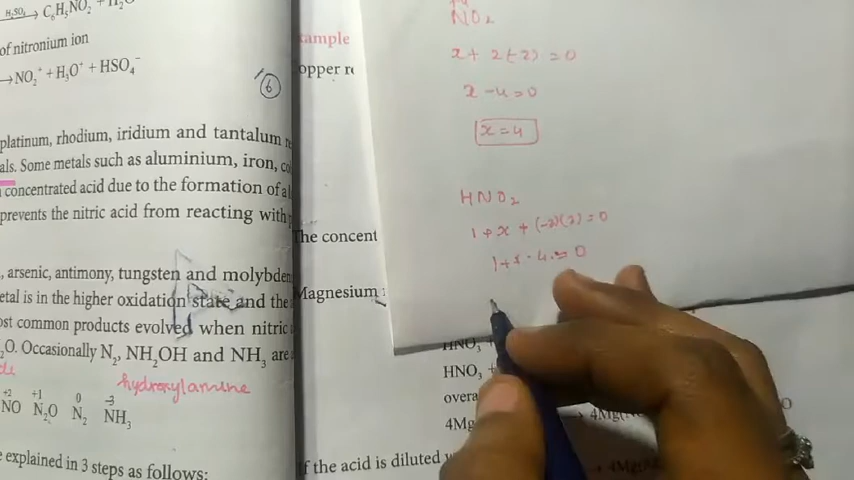 H₂SO₄ → C₆H₅NO₂ + H₂O
of nitronium ion
→ NO₂⁺ + H₃O⁺ + HSO₄⁻
6
platinum, rhodium, iridium and tantalum
als. Some metals such as aluminium, iron,
concentrated acid due to the formation of a
prevents the nitric acid from reacting with
, arsenic, antimony, tungsten and molybden
etal is in the higher oxidation state and the
ost common products evolved when nitric
₂O. Occasionally N₂, NH₂OH and NH₃ are
hydroxylamine
+2 +1 0 -3
NO N₂O N₂ NH₃
explained in 3 steps as follows:
xample
opper re
The concent
Magnesium
HNO₃ +
HNO₃ +
overa
4Mg
4Mg(
If the acid is diluted
→ 4Mg(
+4
NO₂
x + 2(-2) = 0
x - 4 = 0
x = 4
HNO₂
1 + x + (-2)(2) = 0
1 + x - 4 = 0